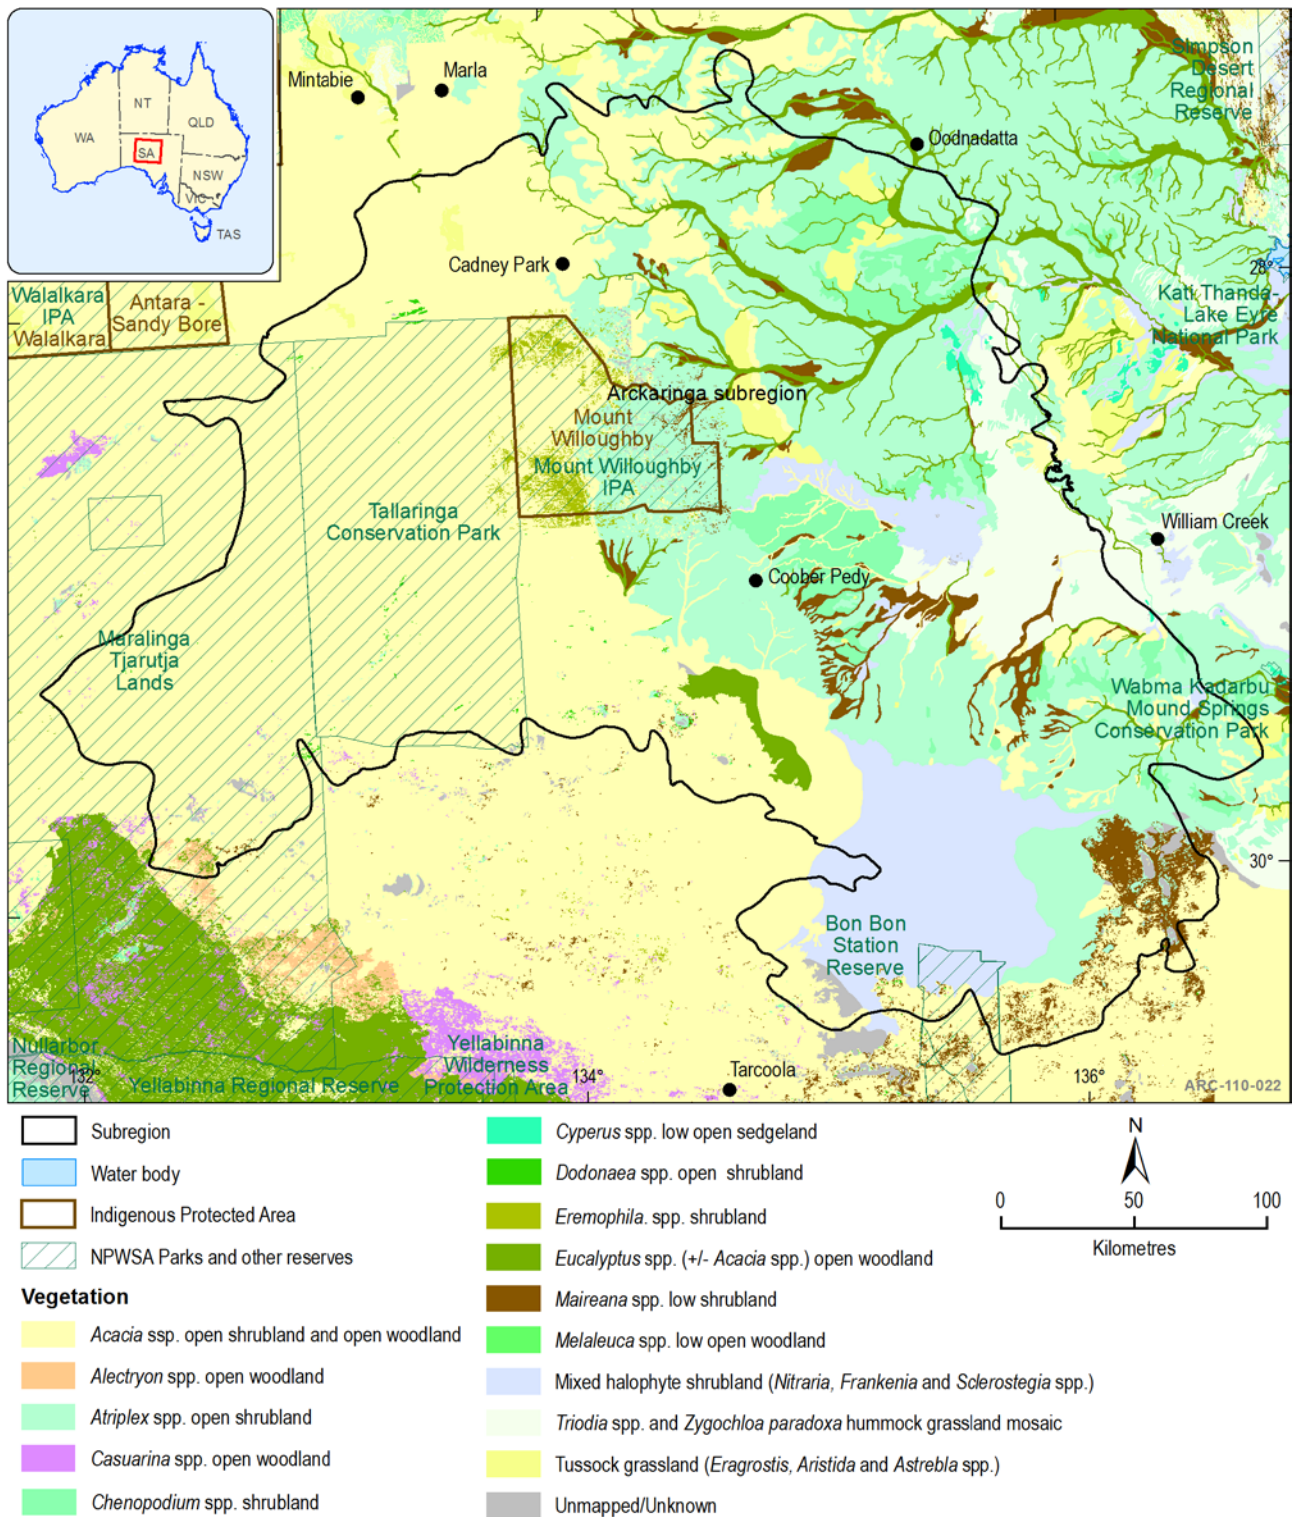 NT
WA
QLD
SA
NSW
VIC
TAS
Mintabie
Marla
Simpson
Desert
Regional
Reserve
Oodnadatta
Cadney Park
28°
Walalkara
IPA
Walalkara
Antara -
Sandy Bore
Kati Thanda-
Lake Eyre
National Park
Arckaringa subregion
Mount
Willoughby
Mount Willoughby
IPA
Tallaringa
Conservation Park
William Creek
Coober Pedy
Maralinga
Tjarutja
Lands
Wabma Kadarbu
Mound Springs
Conservation Park
30°
Bon Bon
Station
Reserve
Nullarbor
Regional
Reserve
132°
Yellabinna Regional Reserve
Yellabinna
Wilderness
Protection Area
134°
Tarcoola
136°
ARC-110-022
Subregion
Water body
Indigenous Protected Area
NPWSA Parks and other reserves
Vegetation
Acacia ssp. open shrubland and open woodland
Alectryon spp. open woodland
Atriplex spp. open shrubland
Casuarina spp. open woodland
Chenopodium spp. shrubland
Cyperus spp. low open sedgeland
Dodonaea spp. open shrubland
Eremophila. spp. shrubland
Eucalyptus spp. (+/- Acacia spp.) open woodland
Maireana spp. low shrubland
Melaleuca spp. low open woodland
Mixed halophyte shrubland (Nitraria, Frankenia and Sclerostegia spp.)
Triodia spp. and Zygochloa paradoxa hummock grassland mosaic
Tussock grassland (Eragrostis, Aristida and Astrebla spp.)
Unmapped/Unknown
N
0 50 100
Kilometres